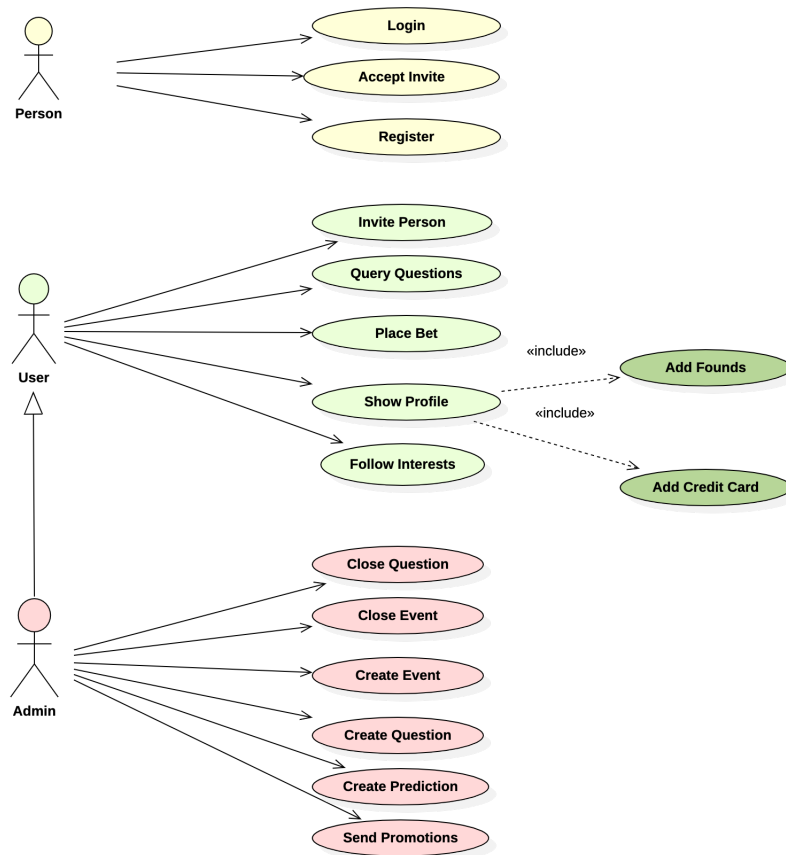 Login
Accept Invite
Person
Register
Invite Person
Query Questions
Place Bet
«include»
Add Founds
User
Show Profile
«include»
Follow Interests
Add Credit Card
Close Question
Close Event
Create Event
Admin
Create Question
Create Prediction
Send Promotions